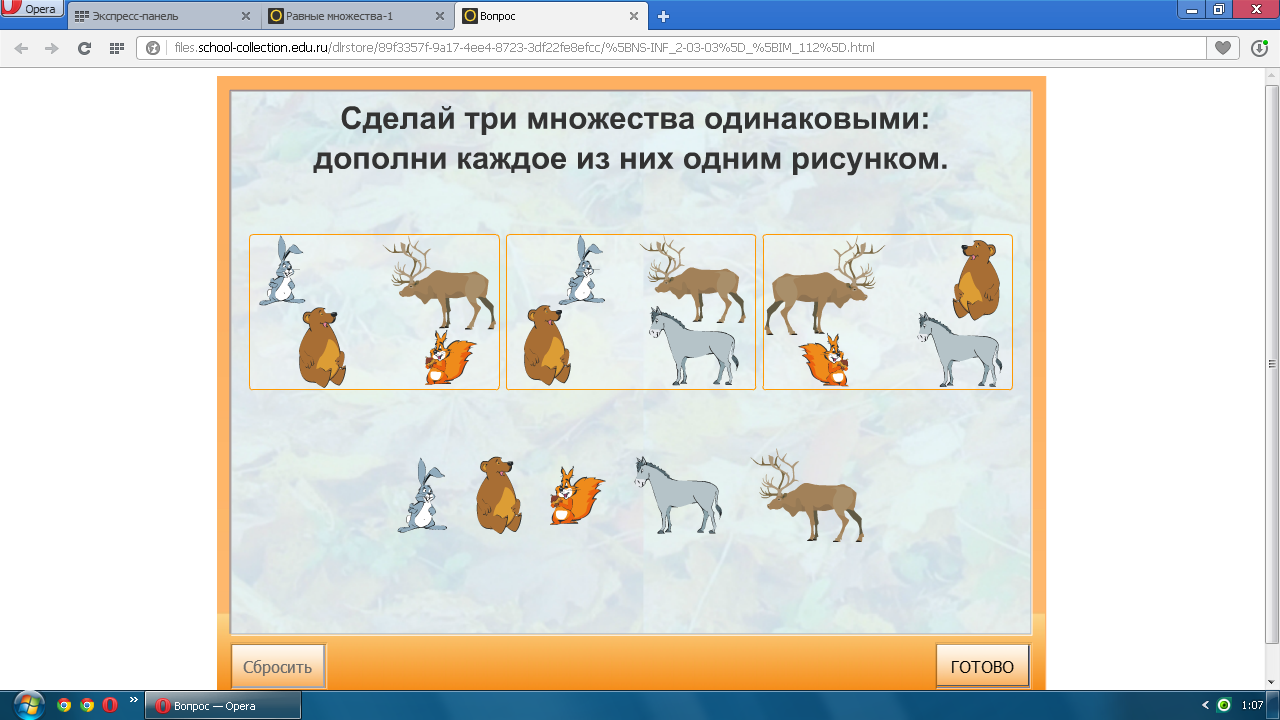 Opera
Экспресс-панель
Равные множества-1
Вопрос
files.school-collection.edu.ru/dlrstore/89f3357f-9a17-4ee4-8723-3df22fe8efcc/%5BNS-INF_2-03-03%5D_%5BIM_112%5D.html
Сделай три множества одинаковыми:
дополни каждое из них одним рисунком.
Сбросить
ГОТОВО
Вопрос — Opera
1:07